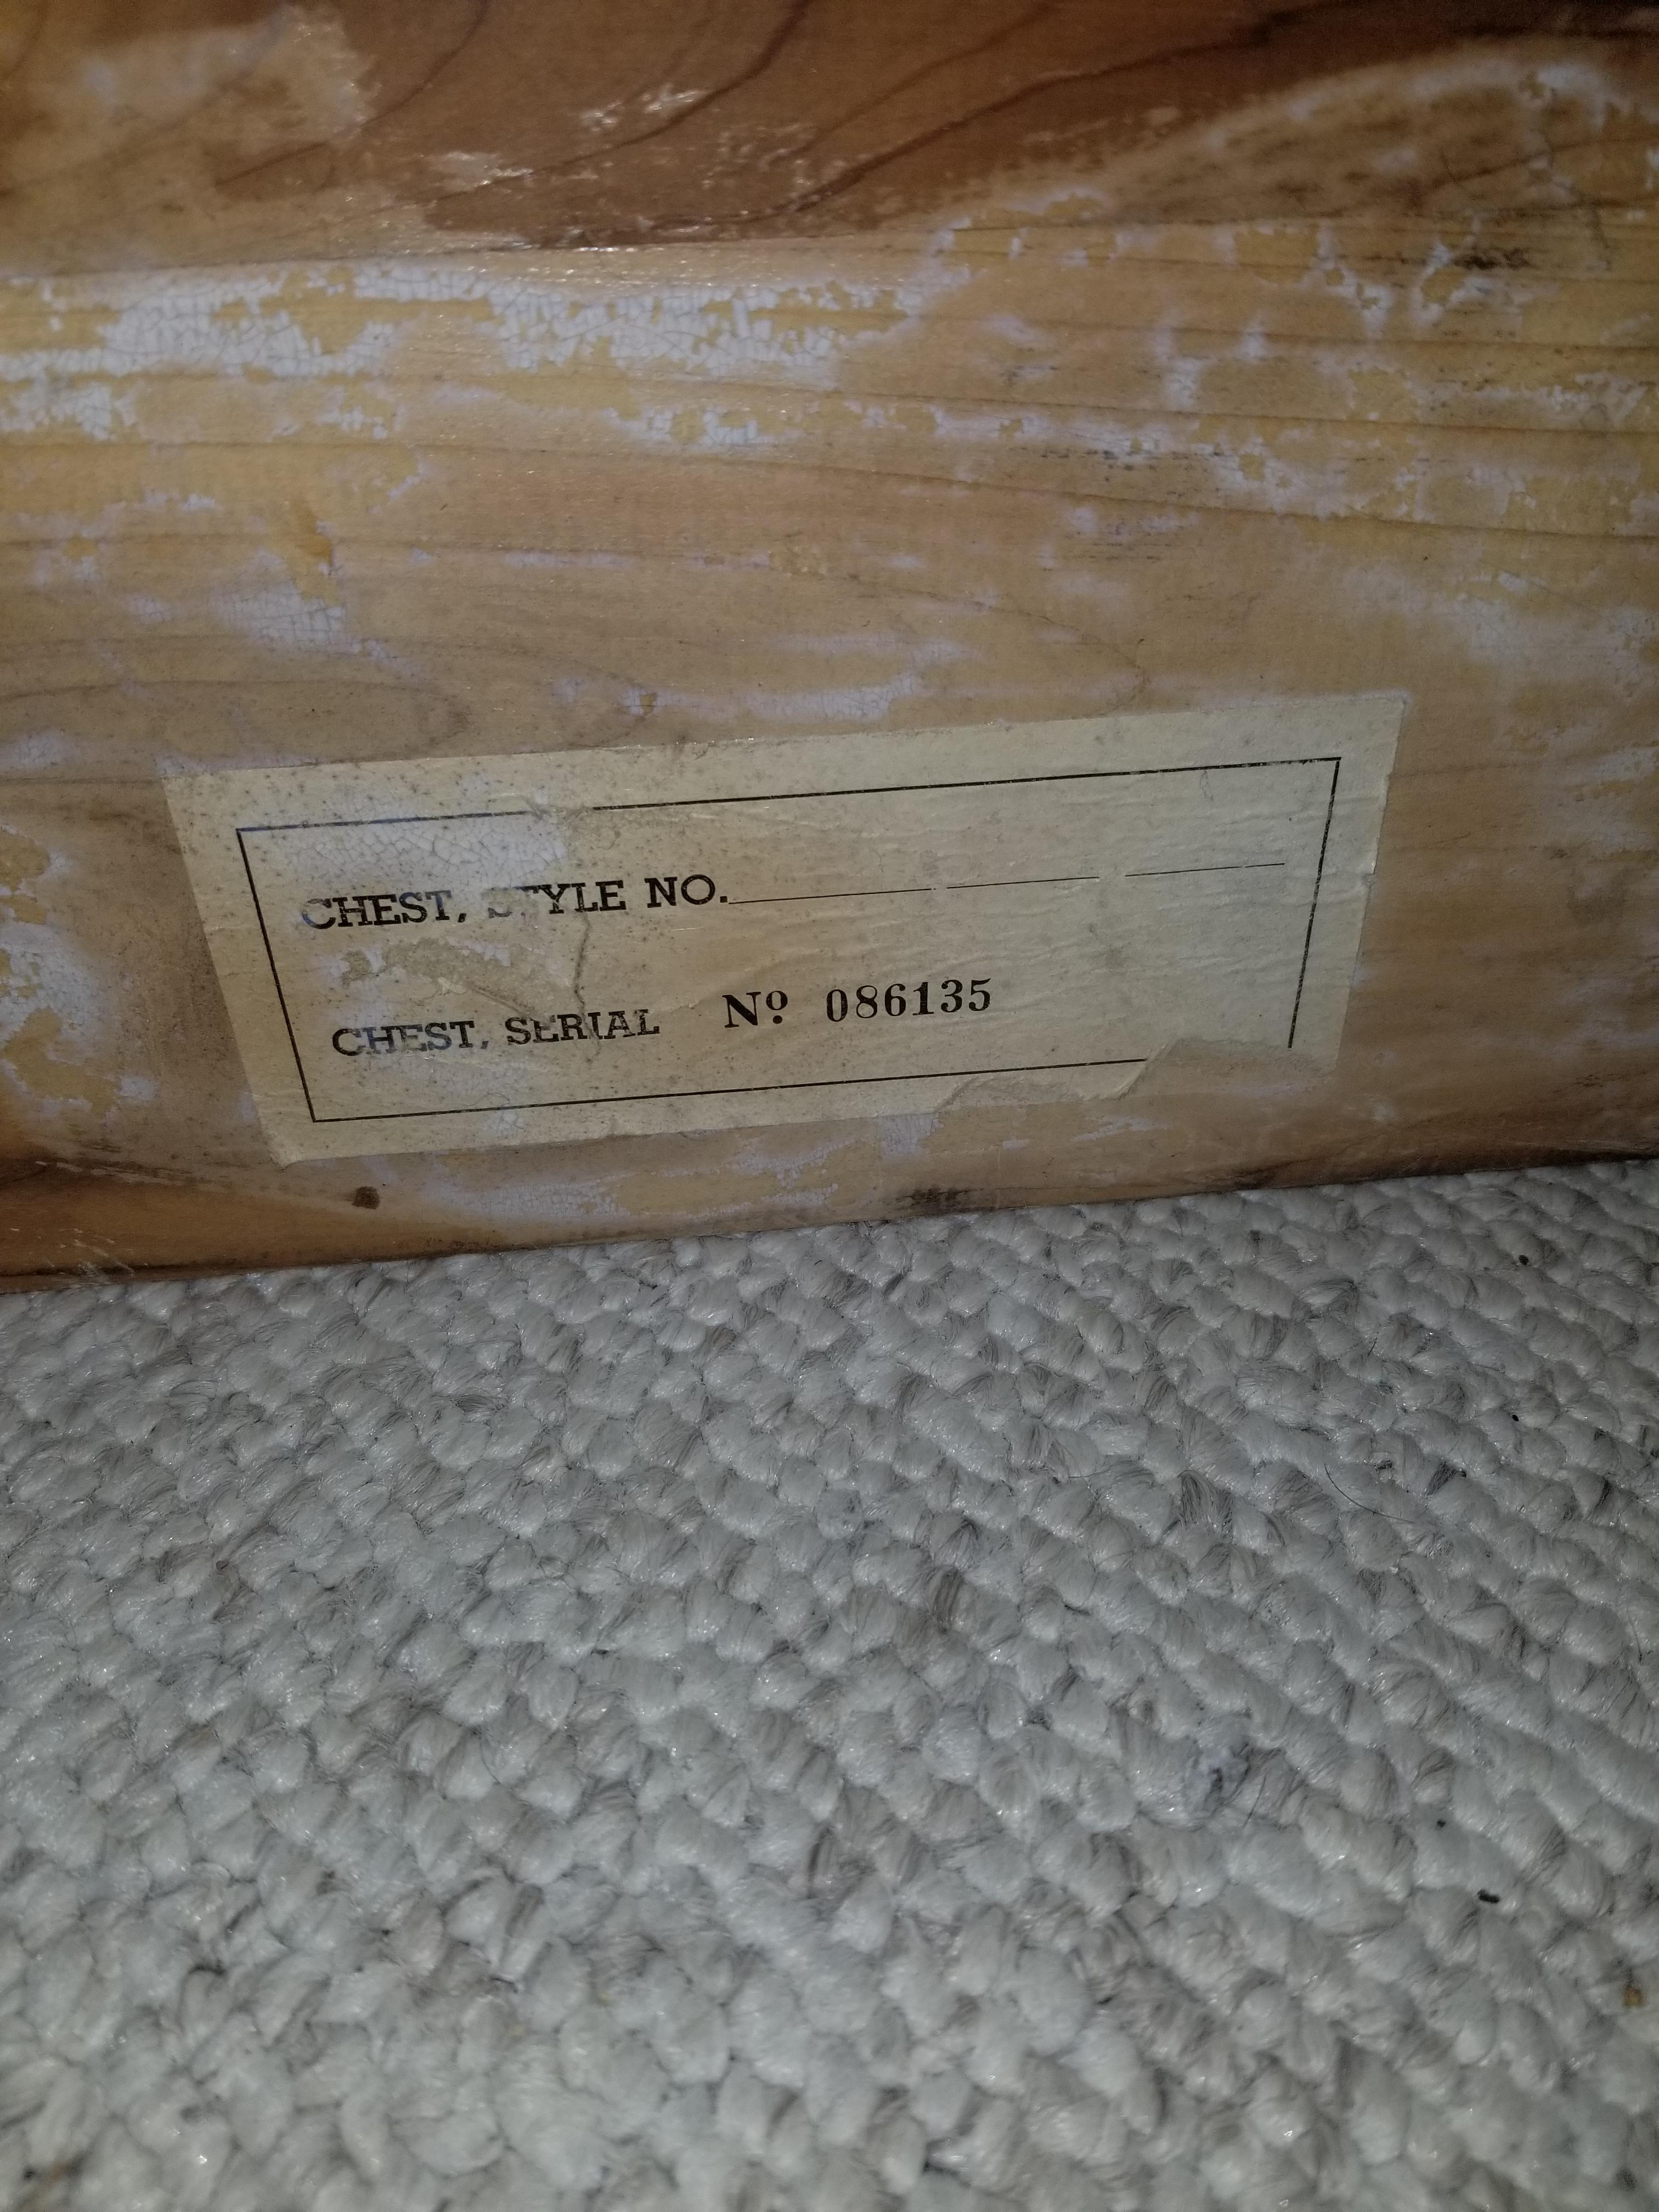 CHEST, STYLE NO.
CHEST, SERIAL Nº 086135